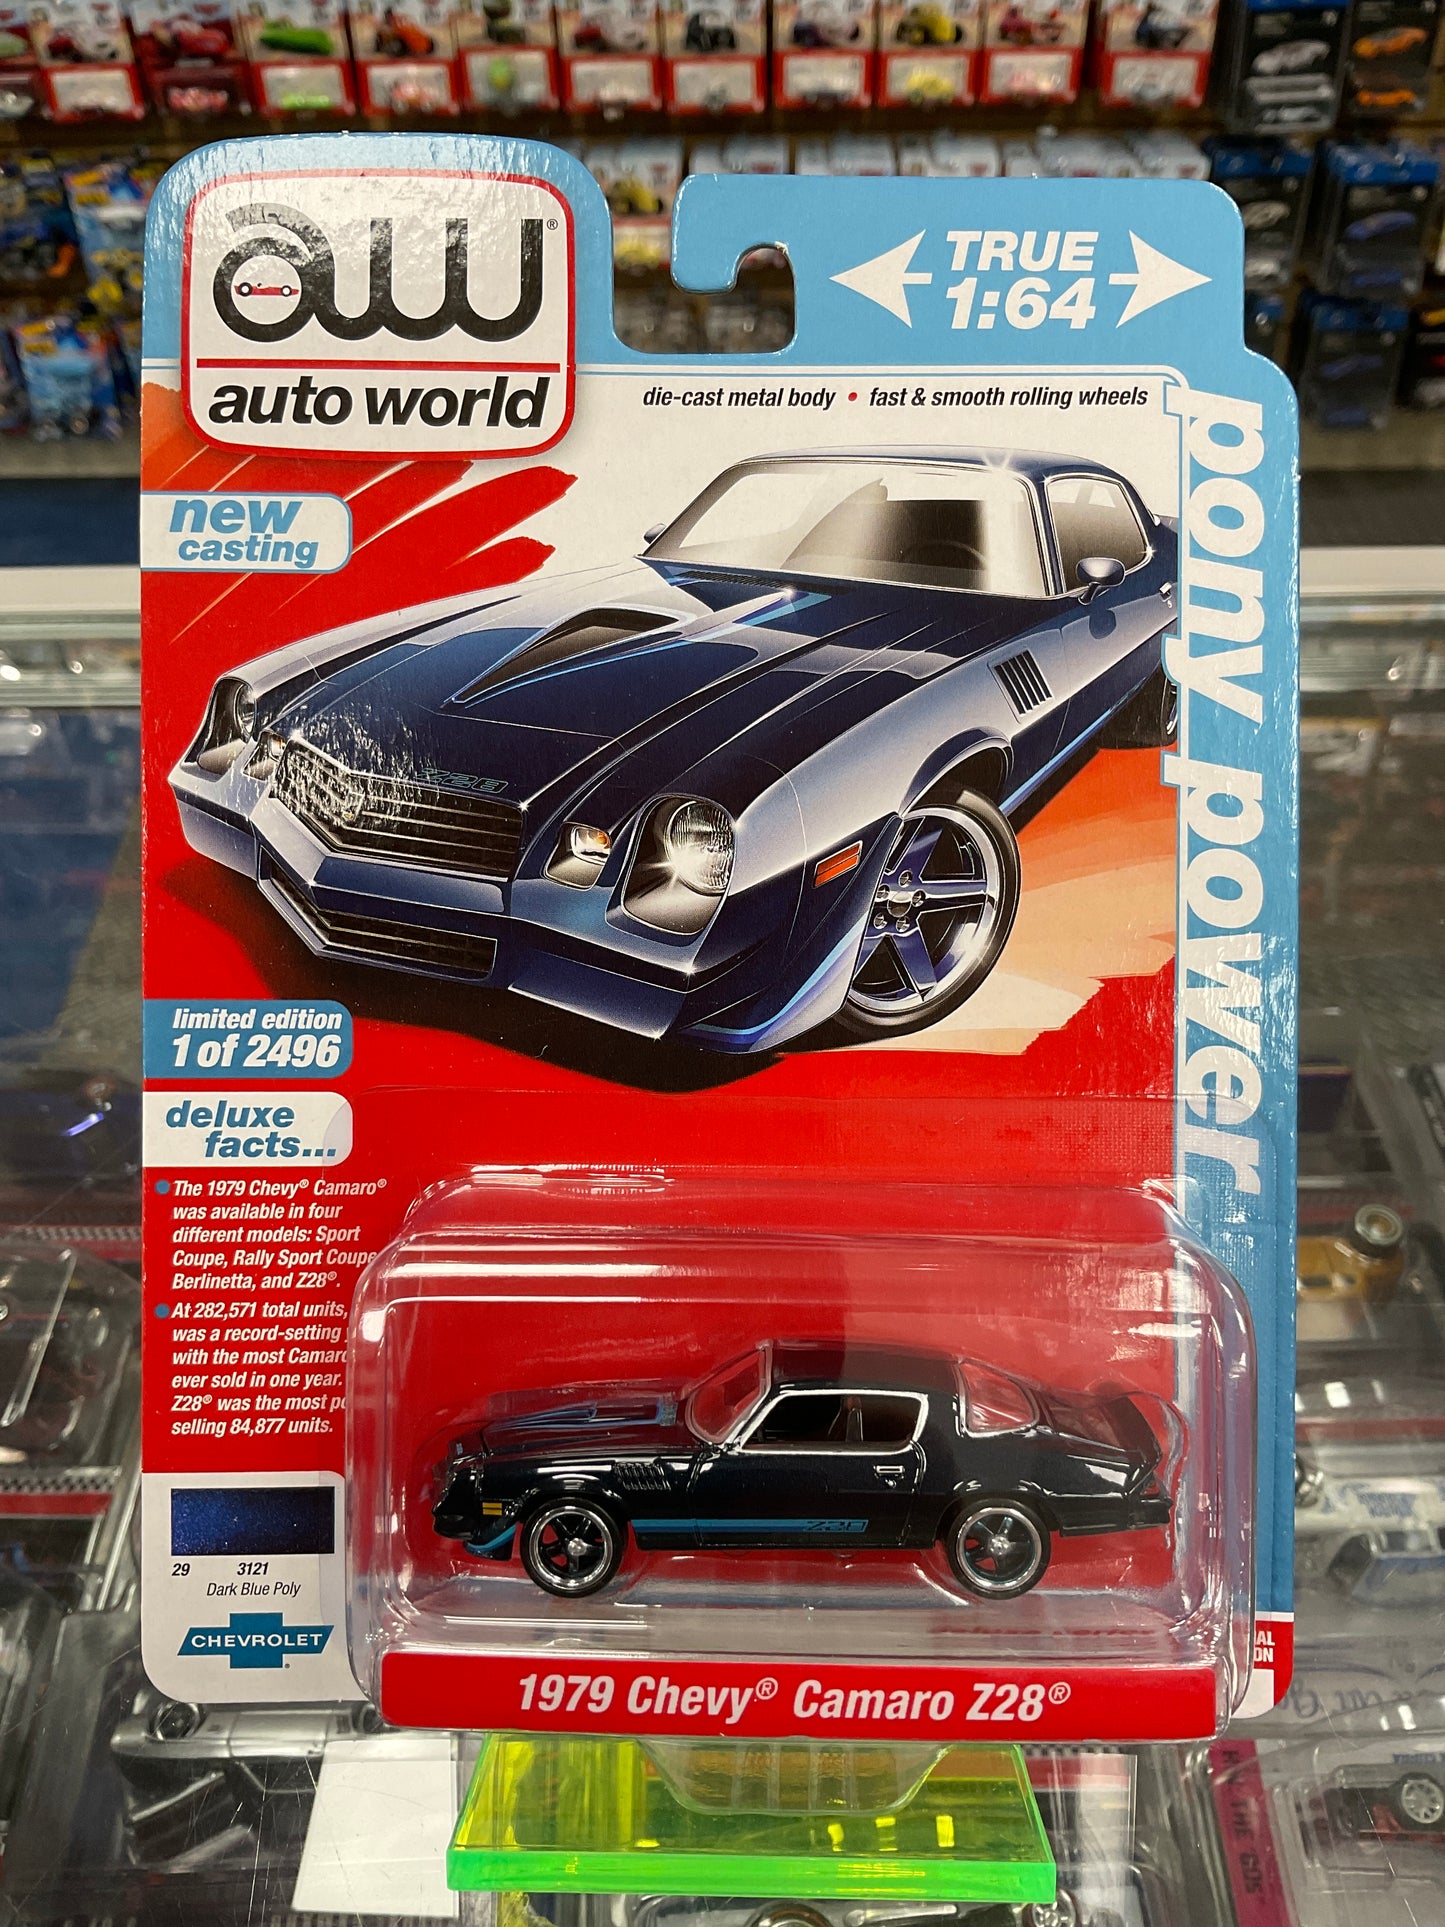 aw®
auto world
TRUE
1:64
die-cast metal body • fast & smooth rolling wheels
pony power
new
casting
Z28
limited edition
1 of 2496
deluxe
facts...
The 1979 Chevy® Camaro®
was available in four
different models: Sport
Coupe, Rally Sport Coupe
Berlinetta, and Z28®.
At 282,571 total units,
was a record-setting
with the most
ever sold in one year.
Z28® was the most
selling 84,877 units.
29 3121
Dark Blue Poly
CHEVROLET
Z28
1979 Chevy® Camaro Z28®